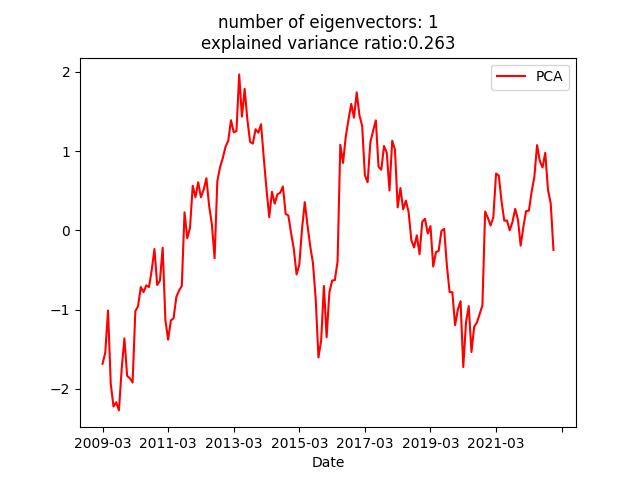 number of eigenvectors: 1
explained variance ratio:0.263
PCA
2
1
0
−1
−2
2009-03 2011-03 2013-03 2015-03 2017-03 2019-03 2021-03
Date